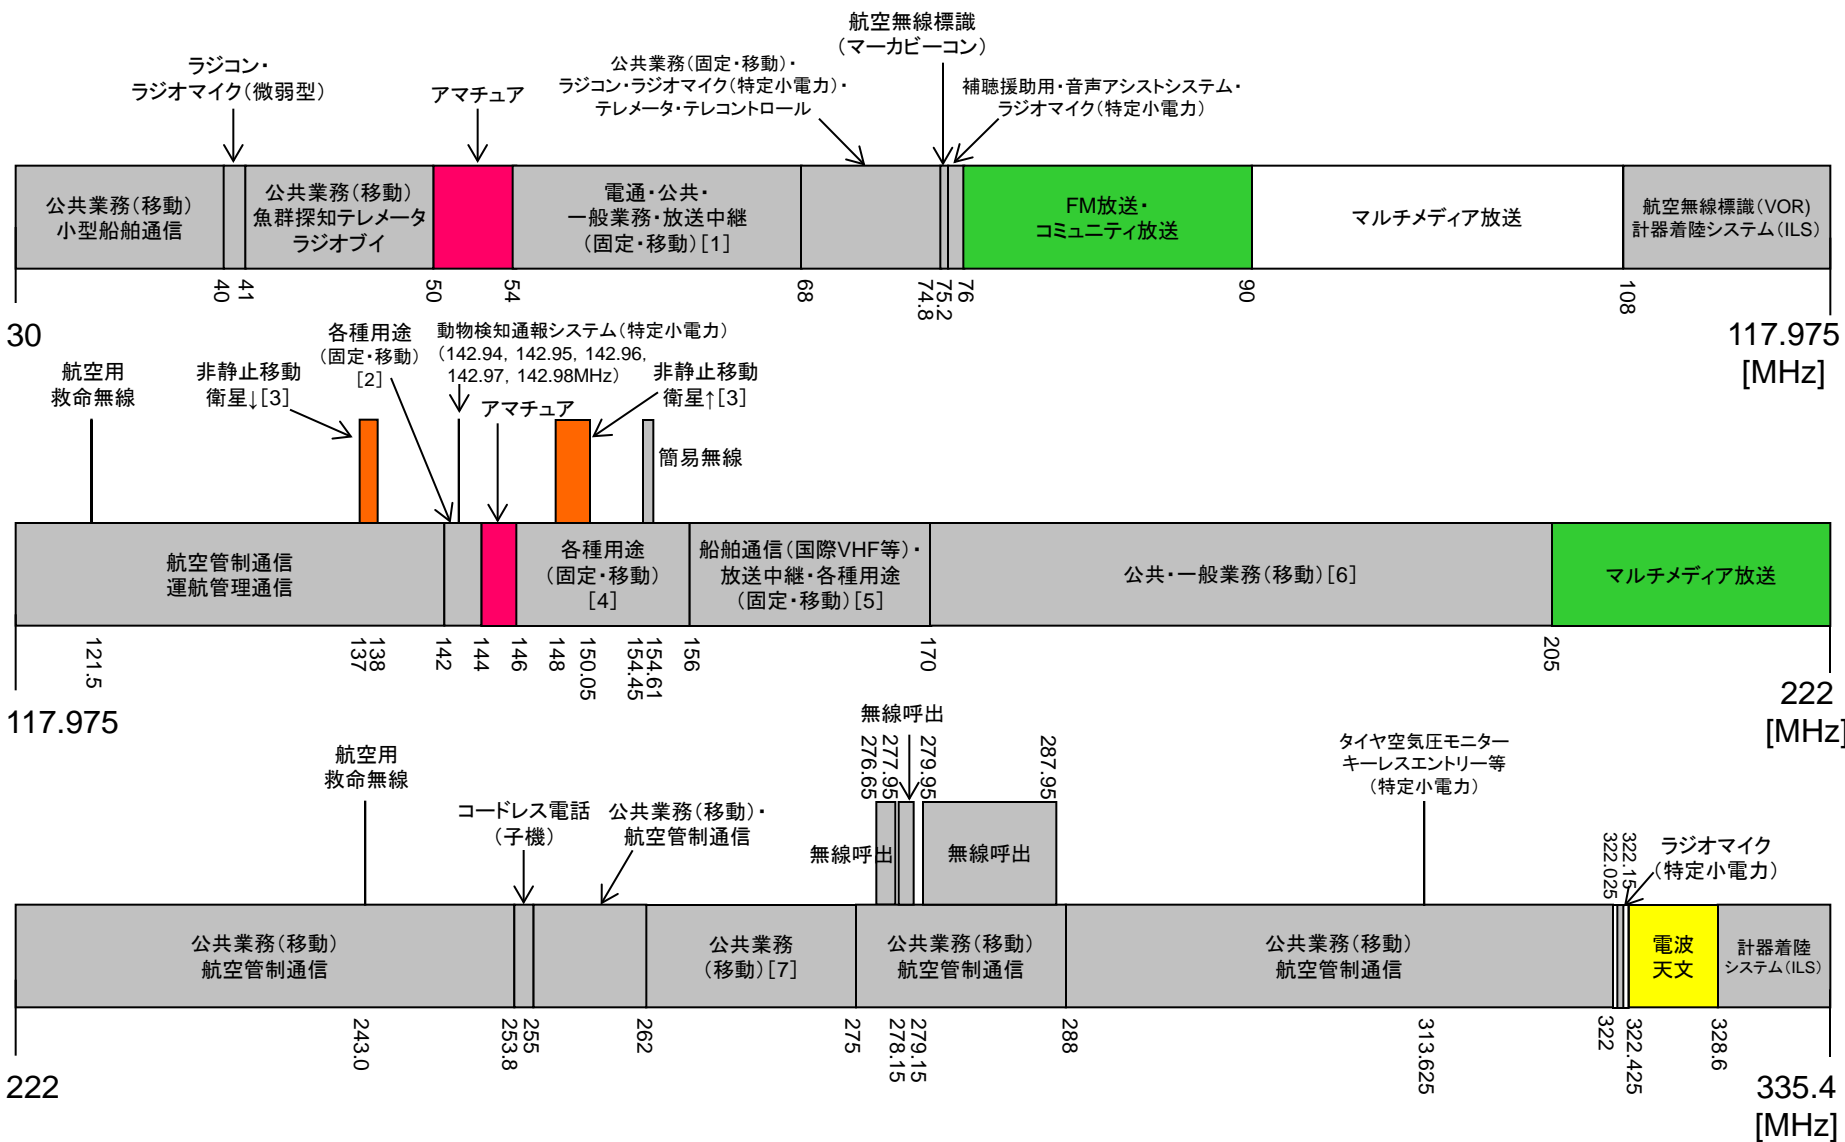 航空無線標識
（マーカビーコン）
公共業務（固定・移動）・
ラジコン・ラジオマイク（特定小電力）・
テレメータ・テレコントロール
ラジコン・
ラジオマイク（微弱型）
アマチュア
補聴援助用・音声アシストシステム・
ラジオマイク（特定小電力）
公共業務（移動）
小型船舶通信
公共業務（移動）
魚群探知テレメータ
ラジオブイ
電通・公共・
一般業務・放送中継
（固定・移動）[1]
FM放送・
コミュニティ放送
マルチメディア放送
航空無線標識（VOR)
計器着陸システム（ILS）
40
41
50
54
68
74.8
75.2
76
90
108
30
117.975
[MHz]
航空用
救命無線
非静止移動
衛星↓[3]
各種用途
（固定・移動）
[2]
動物検知通報システム（特定小電力）
（142.94，142.95，142.96，
142.97，142.98MHz）
アマチュア
非静止移動
衛星↑[3]
簡易無線
航空管制通信
運航管理通信
各種用途
（固定・移動）
[4]
船舶通信（国際VHF等）・
放送中継・各種用途
（固定・移動）[5]
公共・一般業務（移動）[6]
マルチメディア放送
121.5
137
138
142
144
146
148
150.05
154.45
154.61
156
170
205
117.975
222
[MHz]
航空用
救命無線
コードレス電話
（子機）
公共業務（移動）・
航空管制通信
無線呼出
276.65
277.95
279.95
287.95
無線呼出
無線呼出
タイヤ空気圧モニター
キーレスエントリー等
（特定小電力）
322.025
322.15
ラジオマイク
（特定小電力）
公共業務（移動）
航空管制通信
公共業務
（移動）[7]
公共業務（移動）
航空管制通信
公共業務（移動）
航空管制通信
電波
天文
計器着陸
システム（ILS）
243.0
253.8
255
262
275
278.15
279.15
288
313.625
322
322.425
328.6
222
335.4
[MHz]